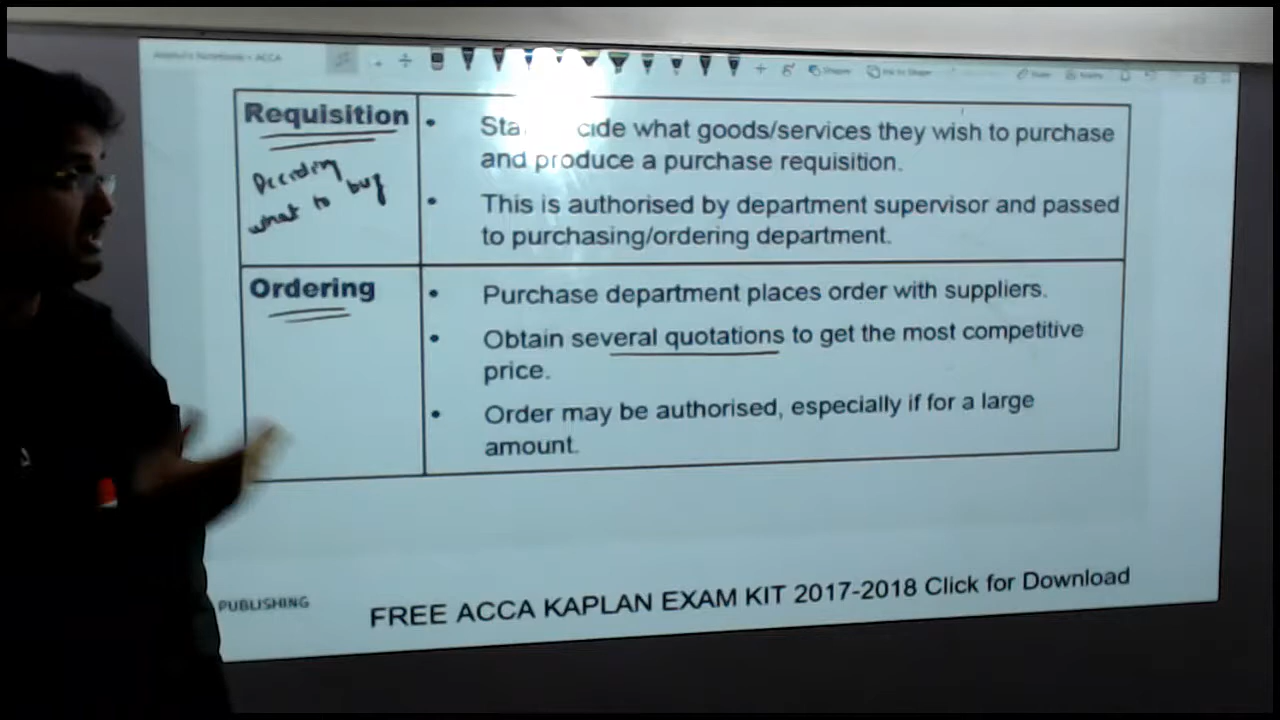 Requisition
Deciding
what to buy
Sta cide what goods/services they wish to purchase
and produce a purchase requisition.
This is authorised by department supervisor and passed
to purchasing/ordering department.
Ordering
Purchase department places order with suppliers.
Obtain several quotations to get the most competitive
price.
Order may be authorised, especially if for a large
amount.
PUBLISHING
FREE ACCA KAPLAN EXAM KIT 2017-2018 Click for Download